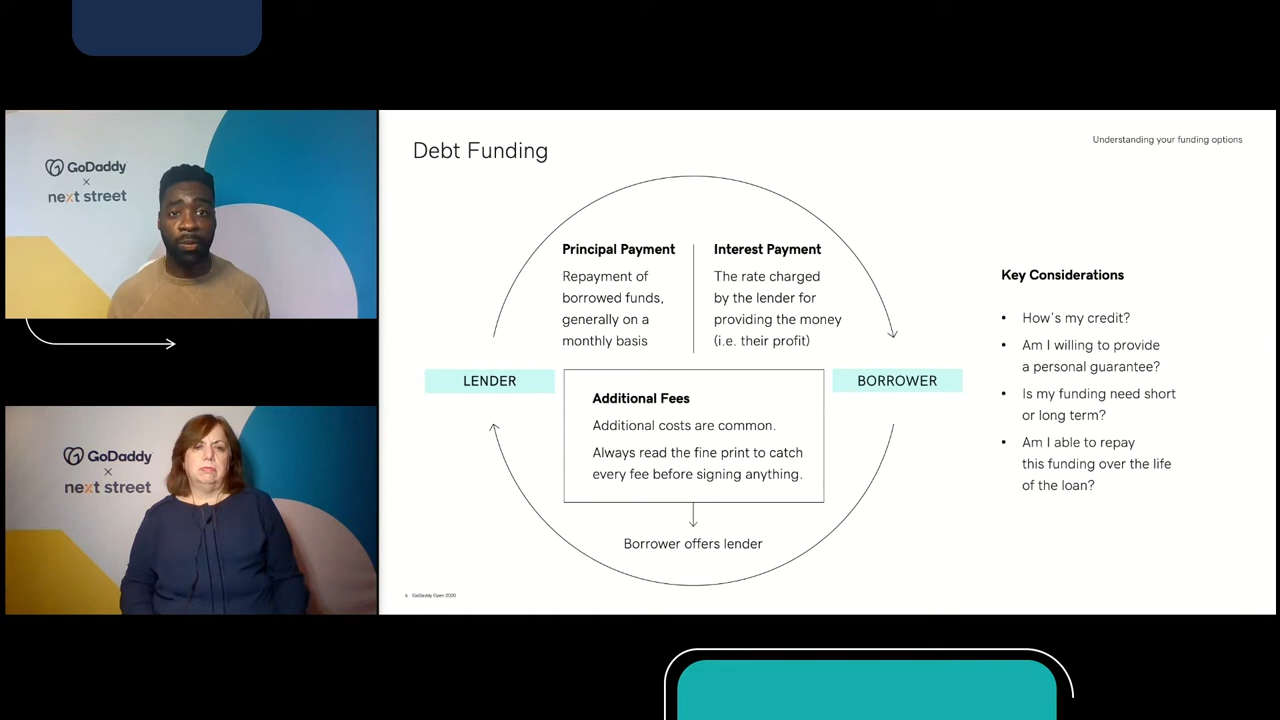 GoDaddy
×
next street
GoDaddy
×
next street
Debt Funding
Understanding your funding options
Principal Payment
Repayment of
borrowed funds,
generally on a
monthly basis
Interest Payment
The rate charged
by the lender for
providing the money
(i.e. their profit)
LENDER
BORROWER
Additional Fees
Additional costs are common.
Always read the fine print to catch
every fee before signing anything.
Borrower offers lender
Key Considerations
• How's my credit?
• Am I willing to provide
a personal guarantee?
• Is my funding need short
or long term?
• Am I able to repay
this funding over the life
of the loan?
6 GoDaddy Open 2020